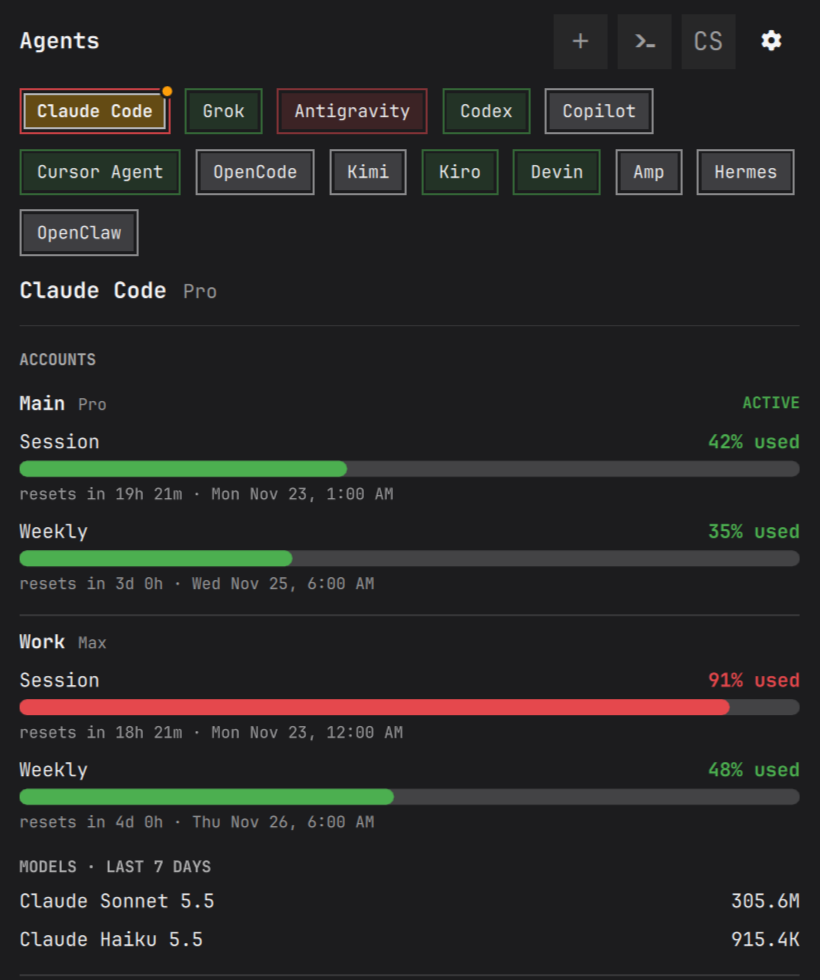 Agents + >_ CS
Claude Code Grok Antigravity Codex Copilot
Cursor Agent OpenCode Kimi Kiro Devin Amp Hermes
OpenClaw
Claude Code Pro
ACCOUNTS
Main Pro ACTIVE
Session 42% used
resets in 19h 21m · Mon Nov 23, 1:00 AM
Weekly 35% used
resets in 3d 0h · Wed Nov 25, 6:00 AM
Work Max
Session 91% used
resets in 18h 21m · Mon Nov 23, 12:00 AM
Weekly 48% used
resets in 4d 0h · Thu Nov 26, 6:00 AM
MODELS · LAST 7 DAYS
Claude Sonnet 5.5 305.6M
Claude Haiku 5.5 915.4K